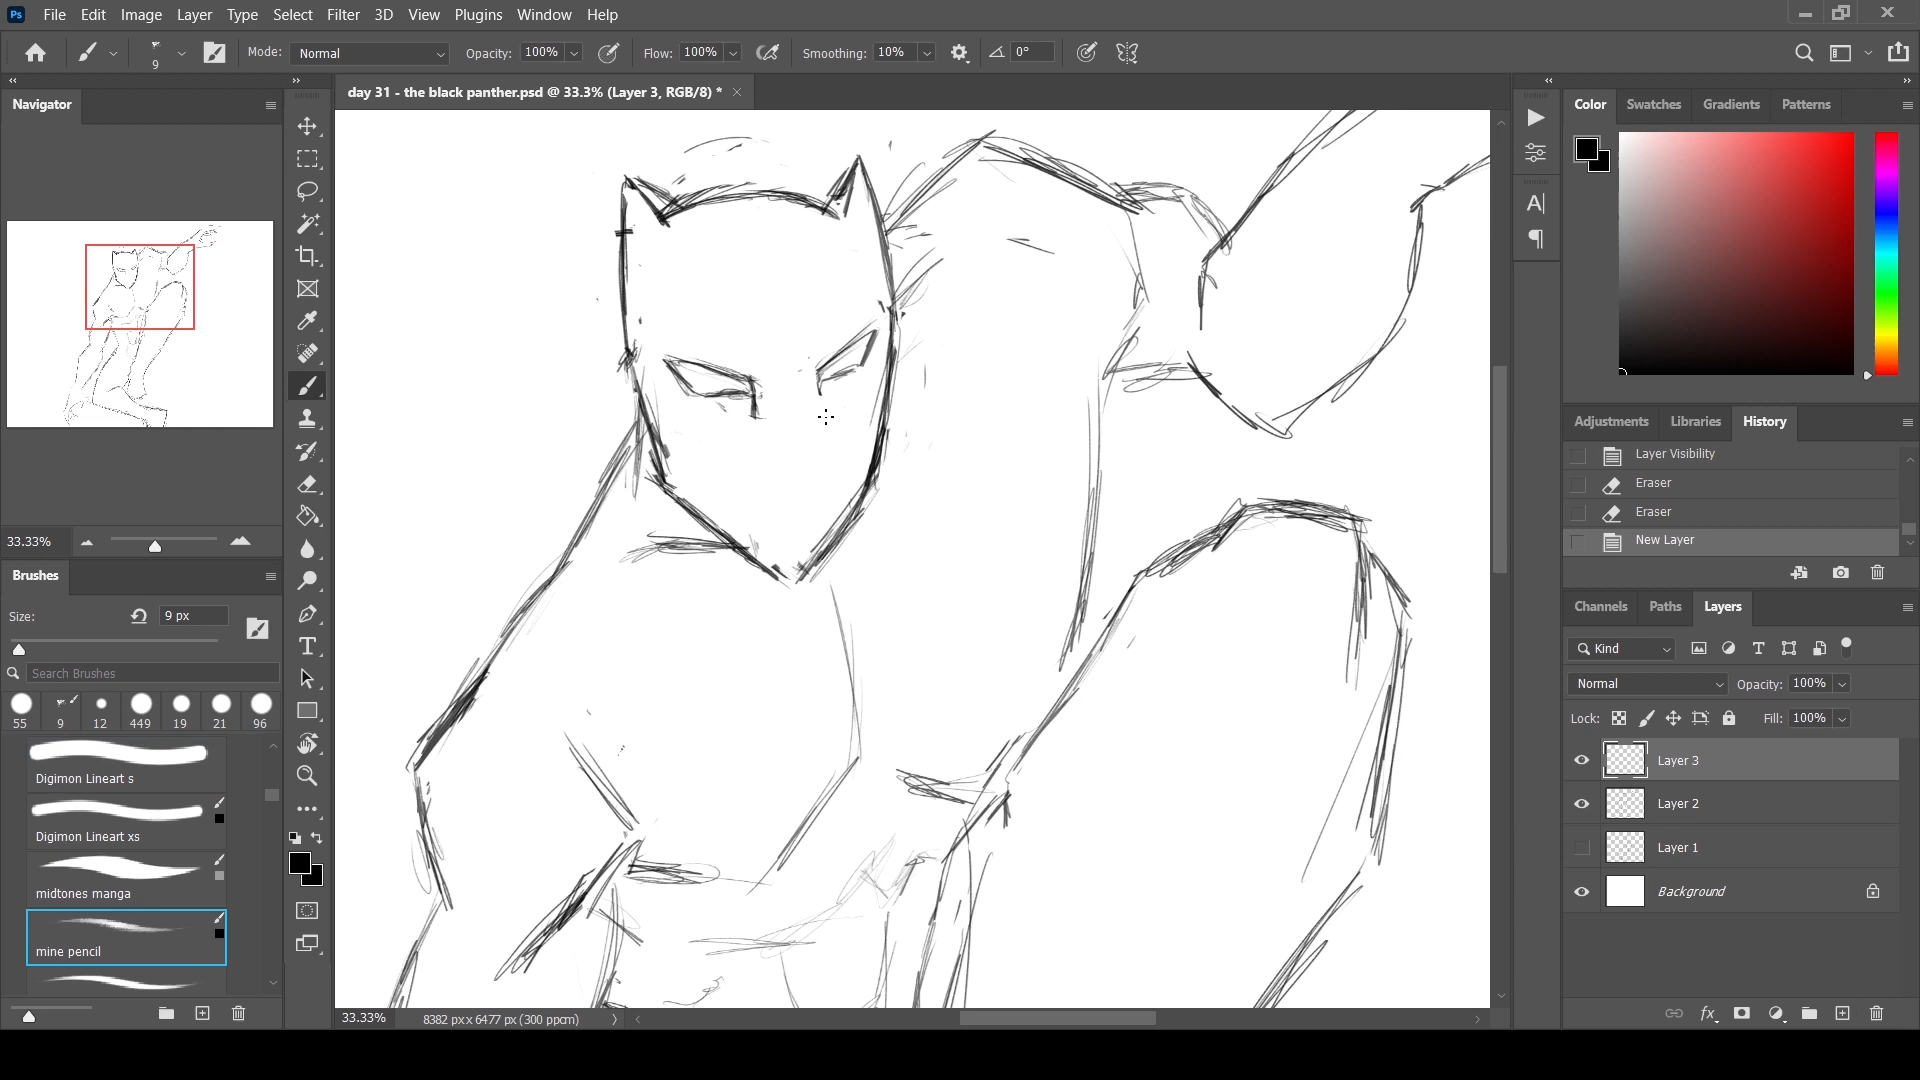 Ps File Edit Image Layer Type Select Filter 3D View Plugins Window Help
9 Mode: Normal Opacity: 100% Flow: 100% Smoothing: 10% 0°
Navigator
day 31 - the black panther.psd @ 33.3% (Layer 3, RGB/8) *
Color Swatches Gradients Patterns
33.33%
Brushes
Size: 9 px
Search Brushes
55 9 12 449 19 21 96
Digimon Lineart s
Digimon Lineart xs
midtones manga
mine pencil
33.33% 8382 px x 6477 px (300 ppcm)
Adjustments Libraries History
Layer Visibility
Eraser
Eraser
New Layer
Channels Paths Layers
Kind
Normal Opacity: 100%
Lock: Fill: 100%
Layer 3
Layer 2
Layer 1
Background